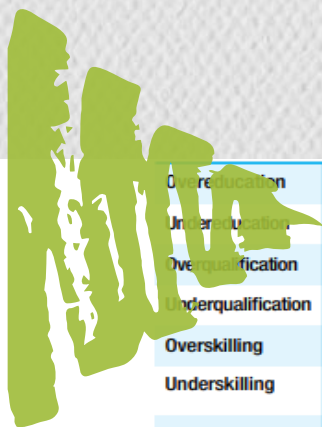 Overeducation
Undereducation
Overqualification
Underqualification
Overskilling
Underskilling